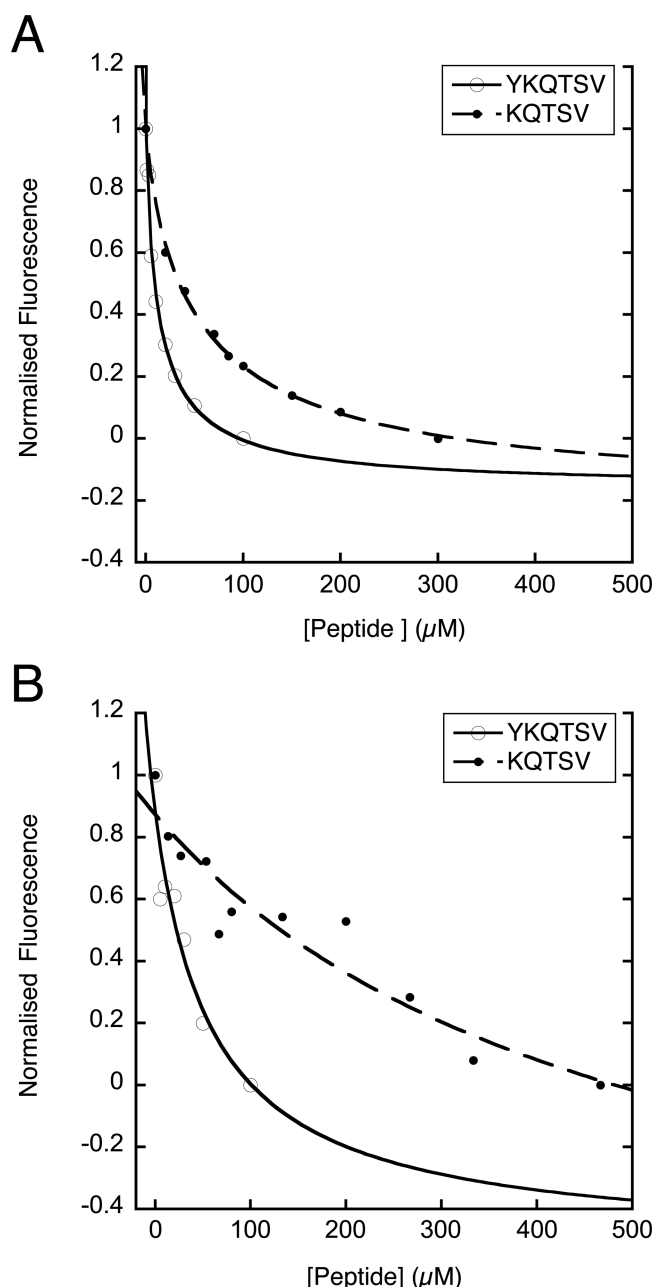 A
1.2
1
0.8
0.6
0.4
0.2
0
-0.2
-0.4
Normalised Fluorescence
YKQTSV
KQTSV
0 100 200 300 400 500
[Peptide ] (µM)
B
1.2
1
0.8
0.6
0.4
0.2
0
-0.2
-0.4
Normalised Fluorescence
YKQTSV
KQTSV
0 100 200 300 400 500
[Peptide] (µM)